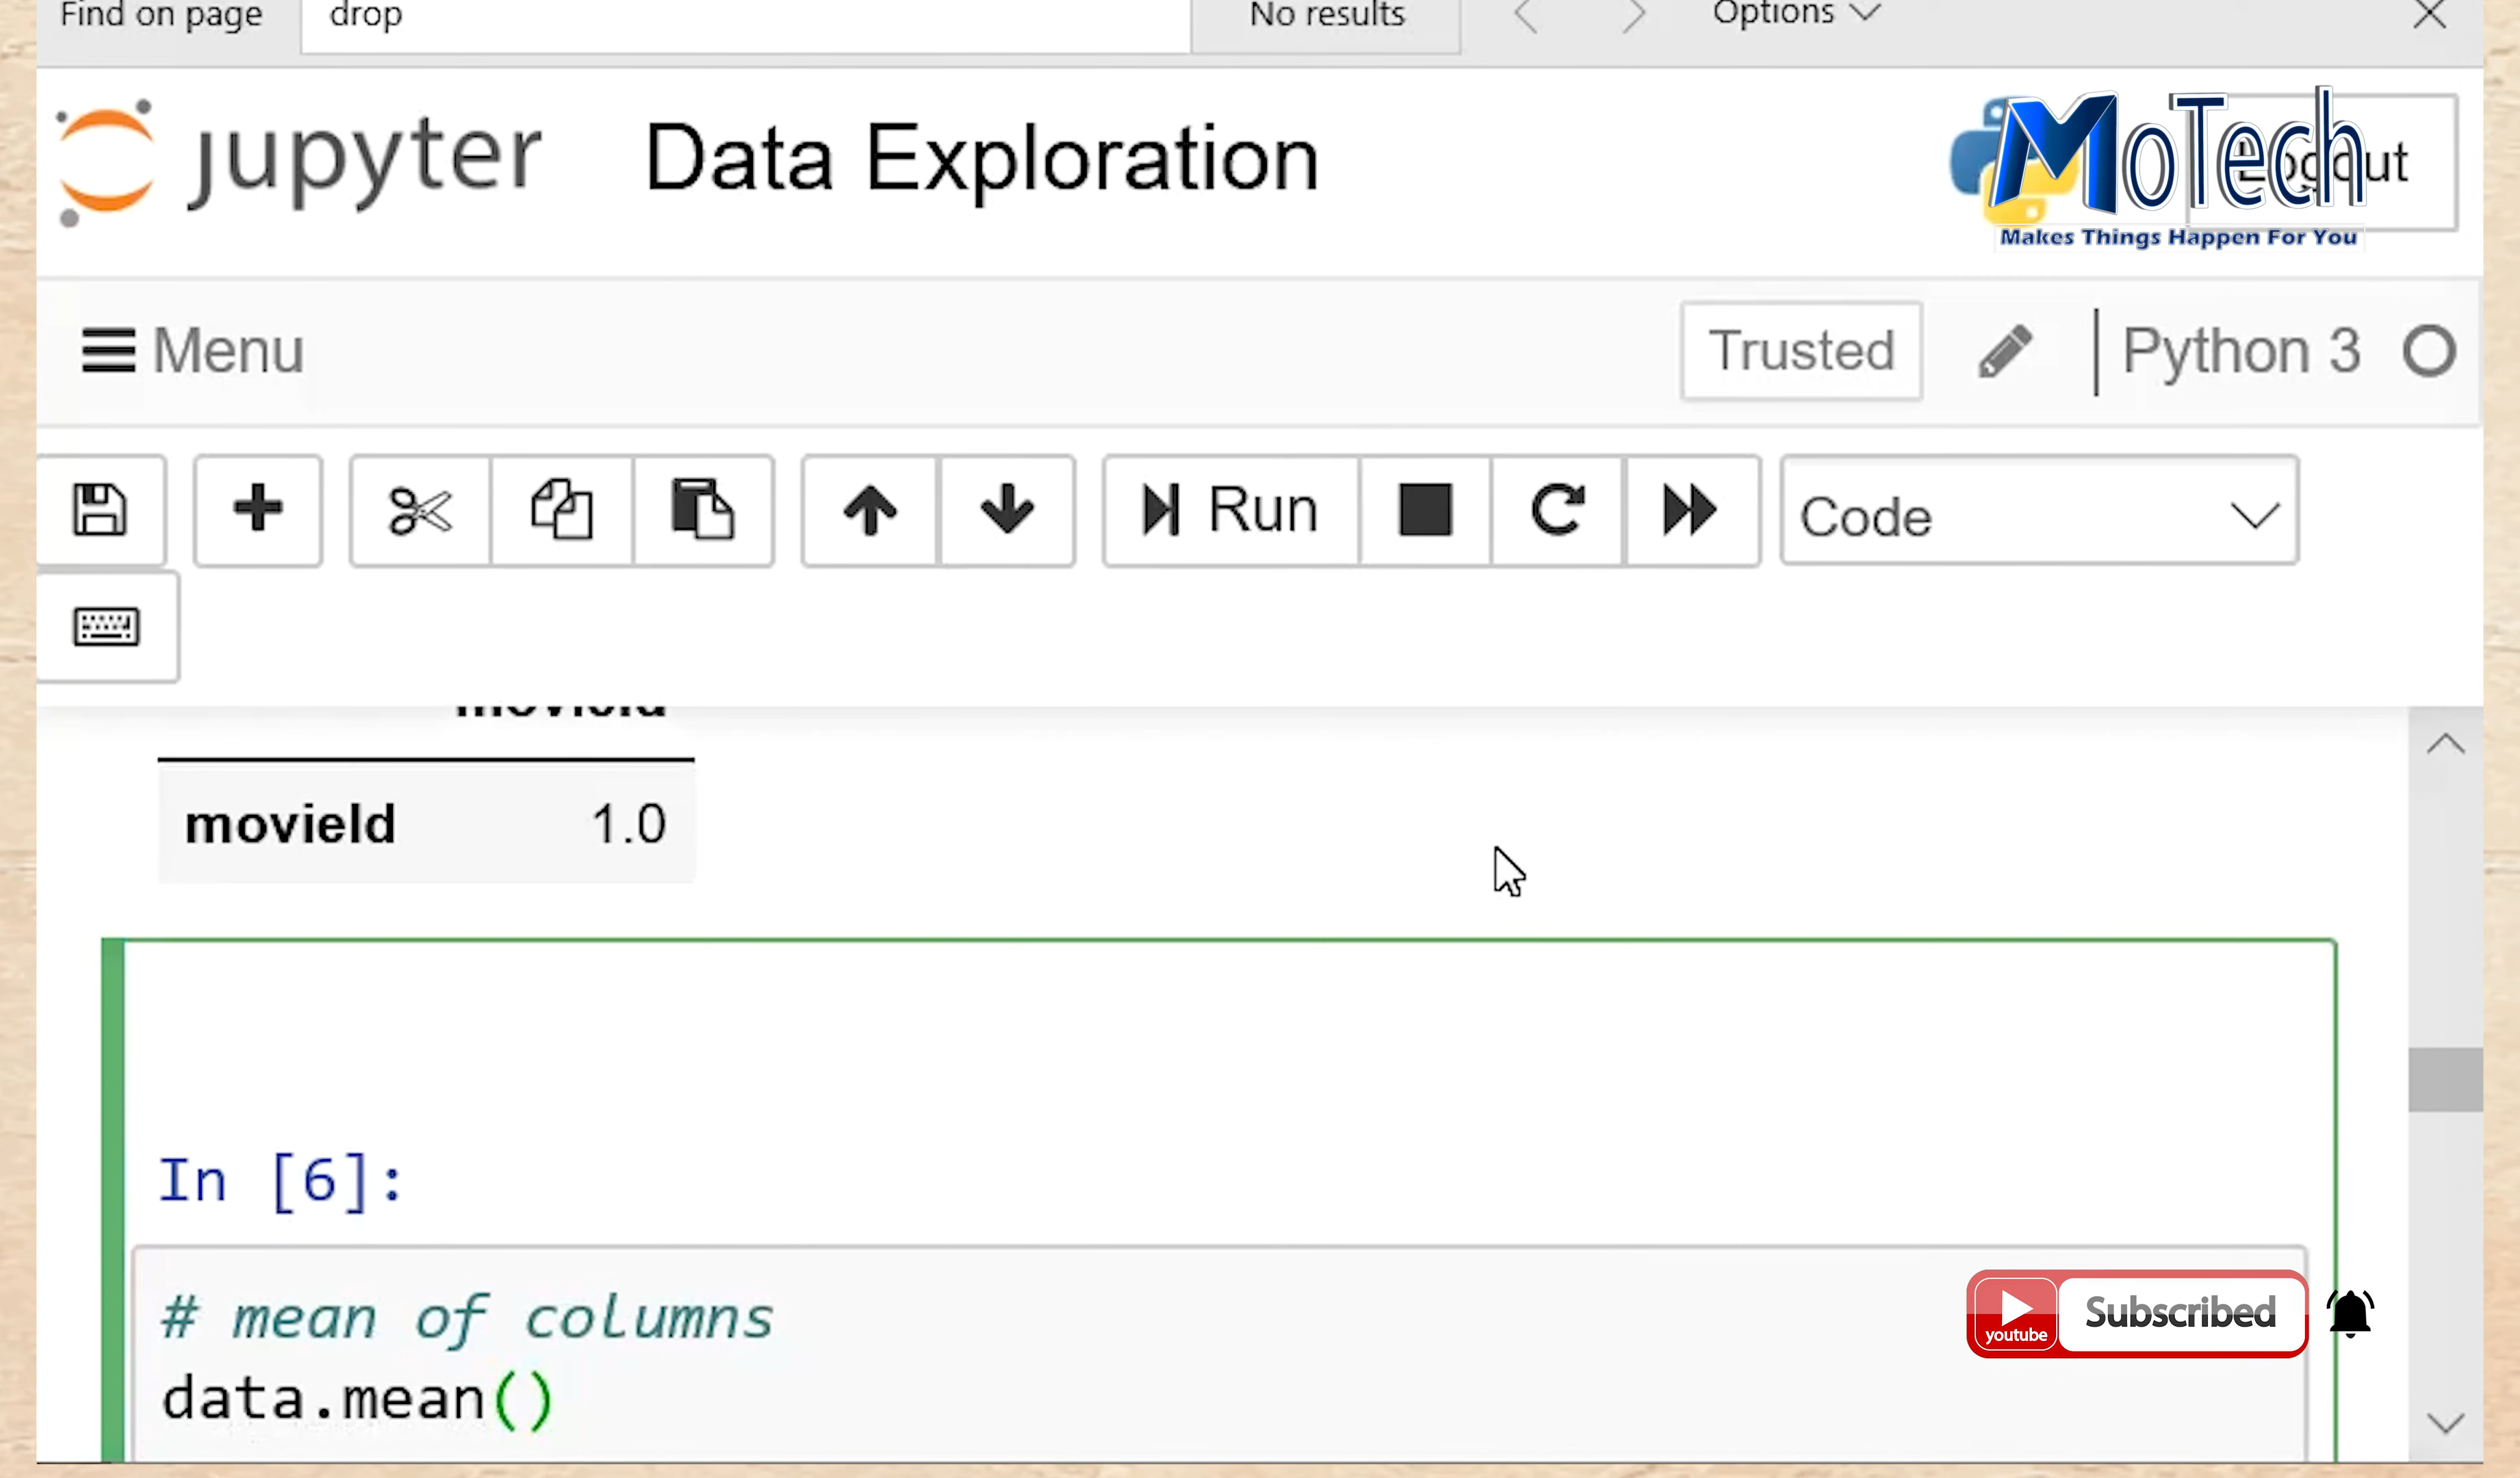 Find on page drop No results Options
jupyter Data Exploration
MoTech
Makes Things Happen For You
Menu Trusted Python 3
Run Code
movieId
movieId 1.0
In [6]:
# mean of columns
data.mean()
youtube Subscribed